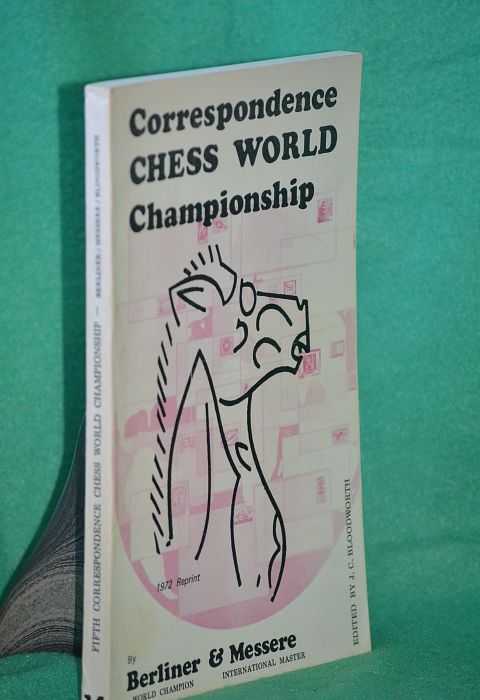 Correspondence
CHESS WORLD
Championship
1972 Reprint
By
Berliner & Messere
WORLD CHAMPION
INTERNATIONAL MASTER
EDITED BY J. C. BLOODWORTH
FIFTH CORRESPONDENCE CHESS WORLD CHAMPIONSHIP — BERLINER / MESSERE / BLOODWORTH